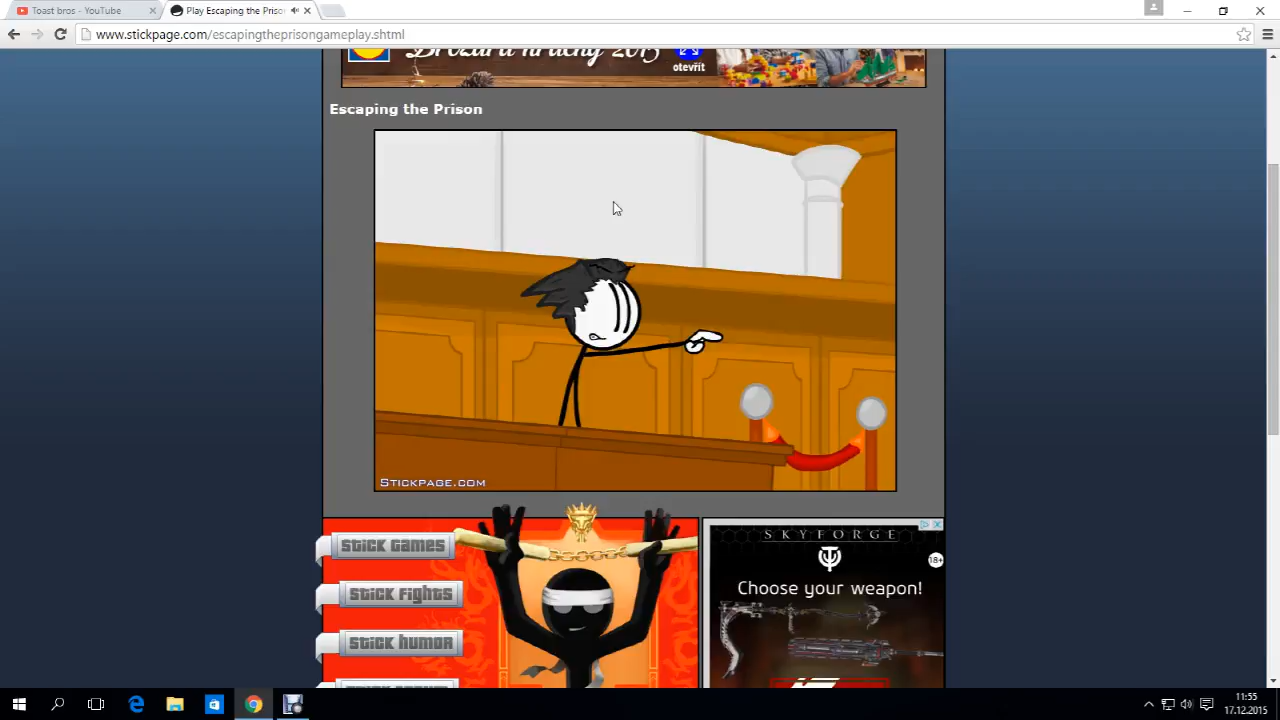 Toast bros - YouTube
Play Escaping the Prison
www.stickpage.com/escapingtheprisongameplay.shtml
otevřít
Escaping the Prison
STICKPAGE.COM
STICK GAMES
STICK FIGHTS
STICK HUMOR
SKYFORGE
18+
Choose your weapon!
11:55
17.12.2015